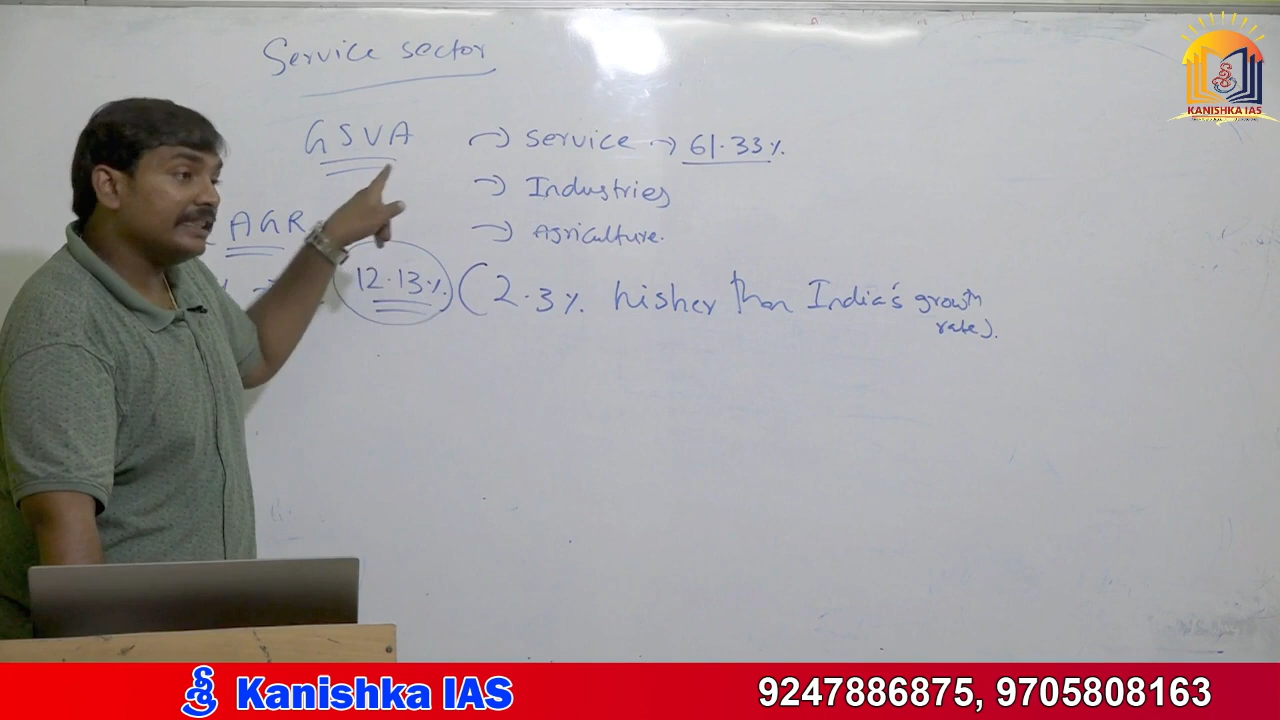 Service sector
GSVA → Service → 61.33%
→ Industries
→ Agriculture.
AGR
12.13% (2.3% higher than India's growth
rate).
KANISHKA IAS
శ్రీ Kanishka IAS
9247886875, 9705808163